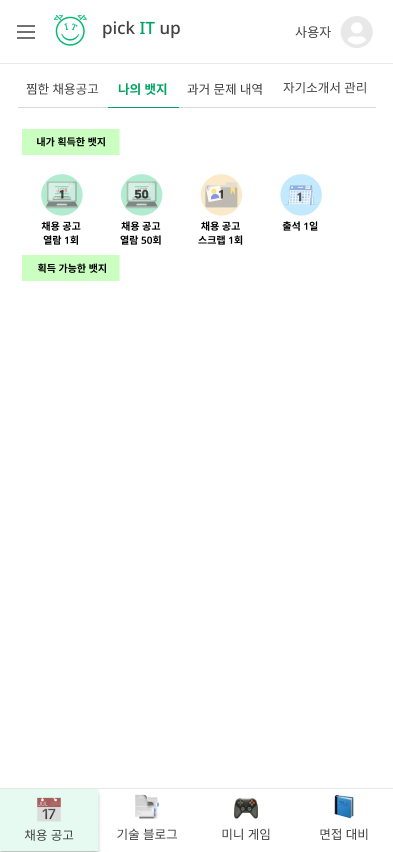 pick IT up
사용자
찜한 채용공고
나의 뱃지
과거 문제 내역
자기소개서 관리
내가 획득한 뱃지
1
50
1
1
채용 공고
열람 1회
채용 공고
열람 50회
채용 공고
스크랩 1회
출석 1일
획득 가능한 뱃지
17
채용 공고
기술 블로그
미니 게임
면접 대비